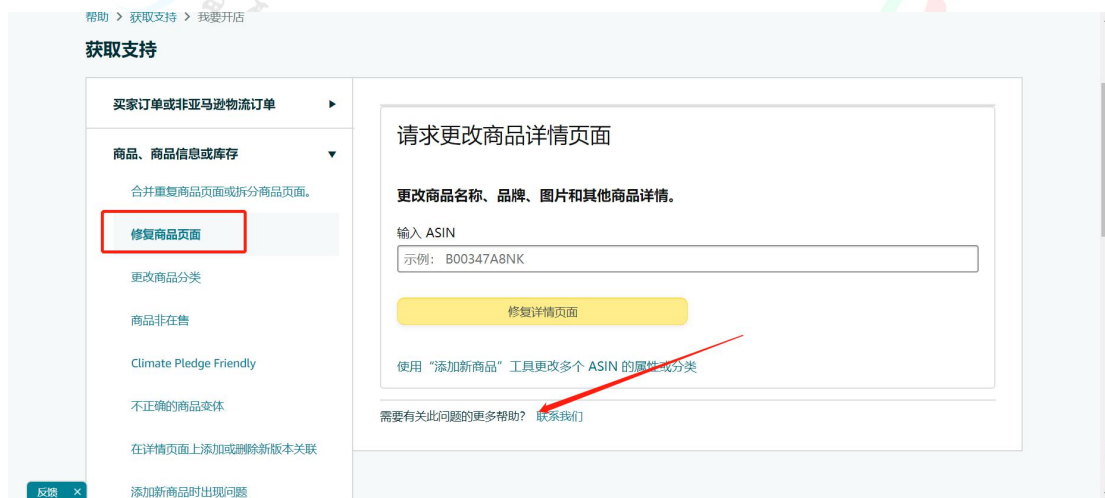 帮助 > 获取支持 > 我要开店
获取支持
买家订单或非亚马逊物流订单
商品、商品信息或库存
合并重复商品页面或拆分商品页面。
修复商品页面
更改商品分类
商品非在售
Climate Pledge Friendly
不正确的商品变体
在详情页面上添加或删除新版本关联
添加新商品时出现问题
请求更改商品详情页面
更改商品名称、品牌、图片和其他商品详情。
输入 ASIN
示例: B00347A8NK
修复详情页面
使用“添加新商品”工具更改多个 ASIN 的属性或分类
需要有关此问题的更多帮助? 联系我们
反馈 ×